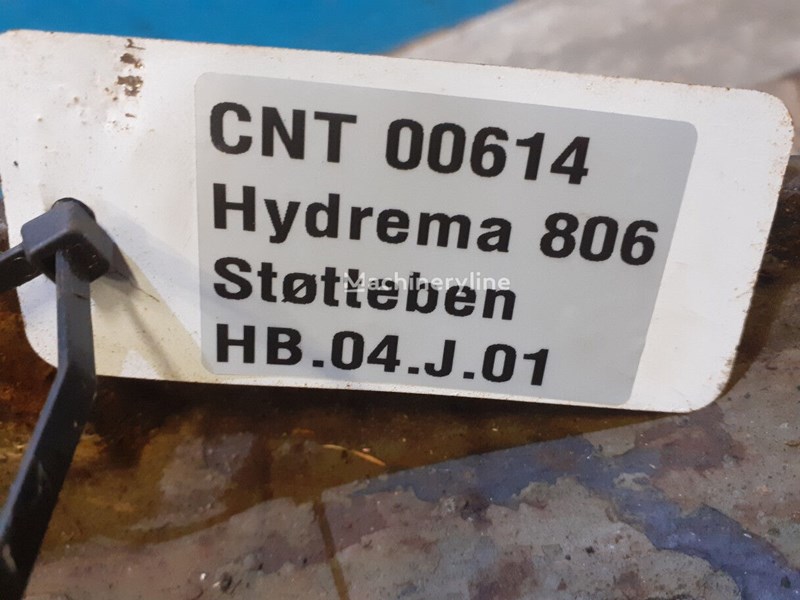 CNT 00614
Hydrema 806
Støtteben
Machineryline
HB.04.J.01